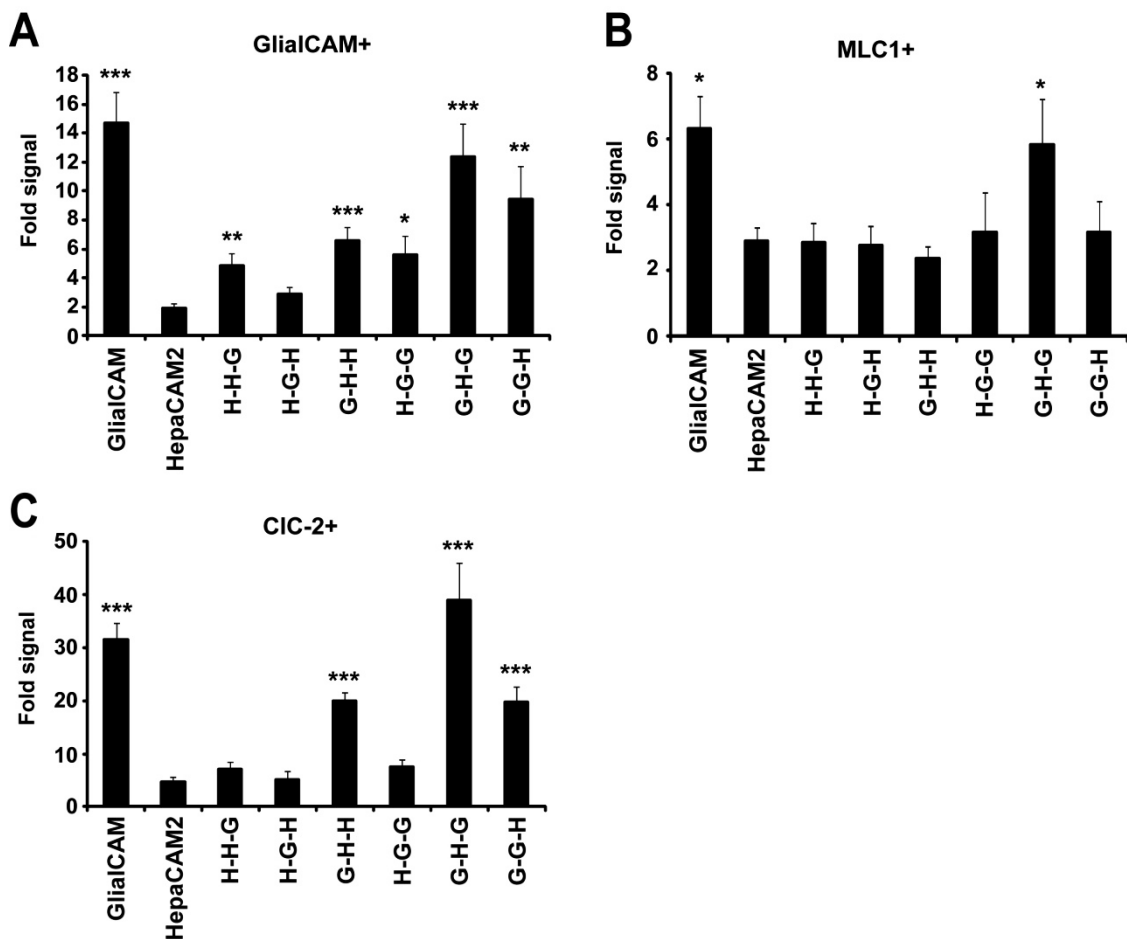 A
GlialCAM+
Fold signal
18
16
14
12
10
8
6
4
2
0
***
**
***
*
***
**
GlialCAM
HepaCAM2
H-H-G
H-G-H
G-H-H
H-G-G
G-H-G
G-G-H
B
MLC1+
Fold signal
8
6
4
2
0
*
*
GlialCAM
HepaCAM2
H-H-G
H-G-H
G-H-H
H-G-G
G-H-G
G-G-H
C
ClC-2+
Fold signal
50
40
30
20
10
0
***
***
***
***
GlialCAM
HepaCAM2
H-H-G
H-G-H
G-H-H
H-G-G
G-H-G
G-G-H